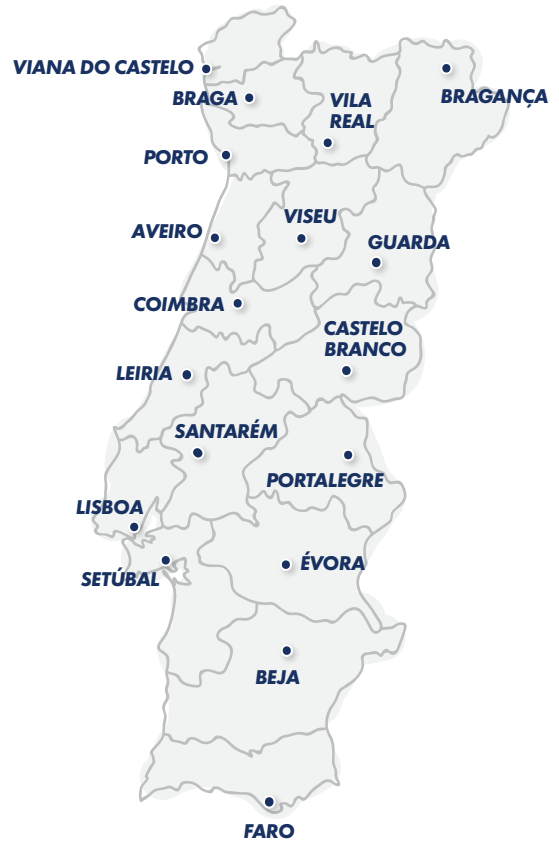 VIANA DO CASTELO
BRAGA
VILA
REAL
BRAGANÇA
PORTO
AVEIRO
VISEU
GUARDA
COIMBRA
CASTELO
BRANCO
LEIRIA
SANTARÉM
PORTALEGRE
LISBOA
SETÚBAL
ÉVORA
BEJA
FARO